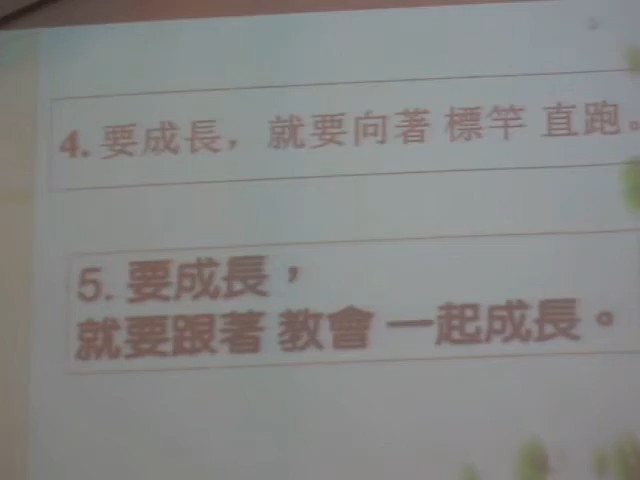 4. 要成長，就要向著 標竿 直跑。
5. 要成長，
就要跟著 教會 一起成長。